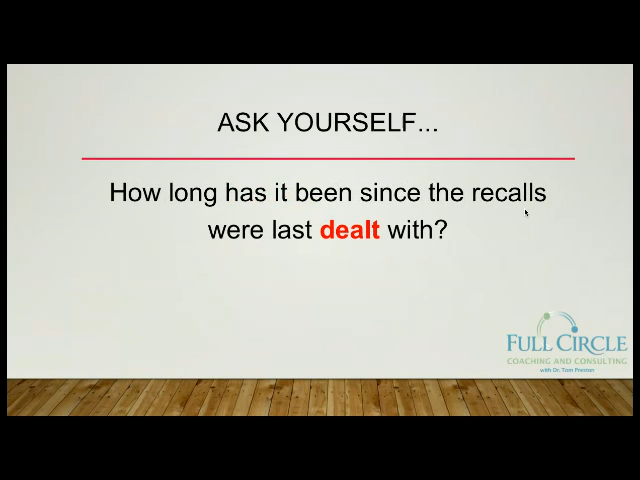 ASK YOURSELF...
How long has it been since the recalls
were last dealt with?
FULL CIRCLE
COACHING AND CONSULTING
with Dr. Tom Preston